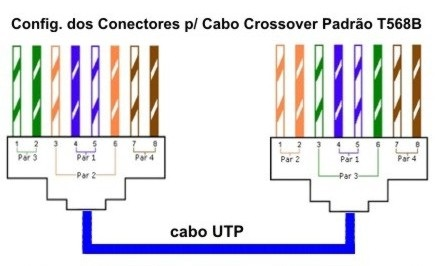 Config. dos Conectores p/ Cabo Crossover Padrão T568B
1 2 3 4 5 6 7 8
Par 3 Par 1 Par 4
Par 2
1 2 3 4 5 6 7 8
Par 2 Par 1 Par 4
Par 3
cabo UTP